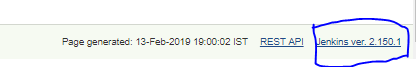 Page generated: 13-Feb-2019 19:00:02 IST REST API Jenkins ver. 2.150.1